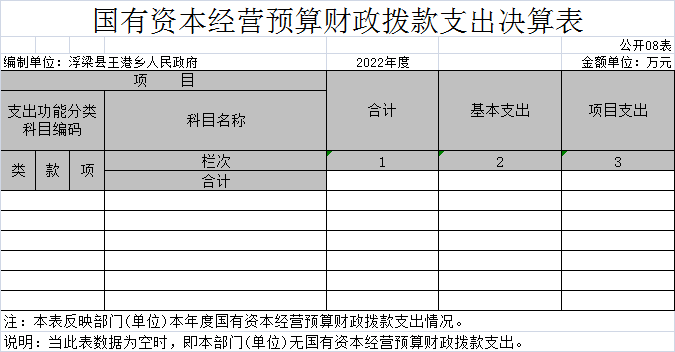 国有资本经营预算财政拨款支出决算表
公开08表
编制单位：浮梁县王港乡人民政府 2022年度 金额单位：万元
项 目
支出功能分类科目编码 科目名称 合计 基本支出 项目支出
类 款 项 栏次 1 2 3
合计
注：本表反映部门(单位)本年度国有资本经营预算财政拨款支出情况。
说明：当此表数据为空时，即本部门(单位)无国有资本经营预算财政拨款支出。